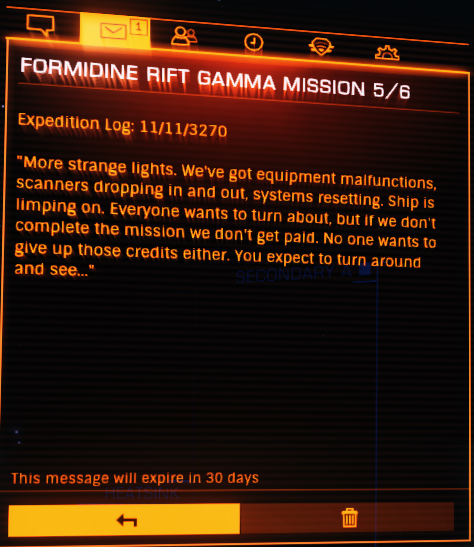 1
FORMIDINE RIFT GAMMA MISSION 5/6
Expedition Log: 11/11/3270
"More strange lights. We've got equipment malfunctions,
scanners dropping in and out, systems resetting. Ship is
limping on. Everyone wants to turn about, but if we don't
complete the mission we don't get paid. No one wants to
give up those credits either. You expect to turn around
and see..."
SECONDARY
This message will expire in 30 days